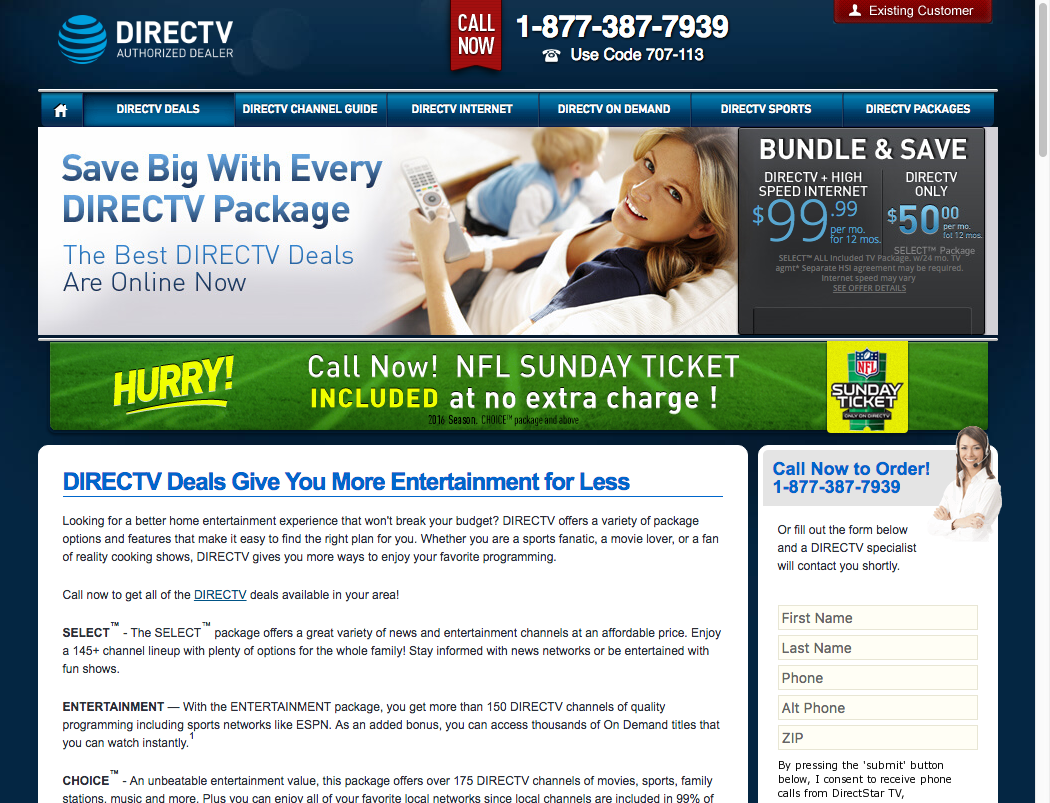 DIRECTV
AUTHORIZED DEALER
CALL
NOW
1-877-387-7939
Use Code 707-113
Existing Customer
DIRECTV DEALS
DIRECTV CHANNEL GUIDE
DIRECTV INTERNET
DIRECTV ON DEMAND
DIRECTV SPORTS
DIRECTV PACKAGES
Save Big With Every
DIRECTV Package
The Best DIRECTV Deals
Are Online Now
BUNDLE & SAVE
DIRECTV + HIGH
SPEED INTERNET
$99.99
per mo.
for 12 mos.
DIRECTV
ONLY
$50.00
per mo.
fot 12 mos.
SELECT™ Package
SELECT™ ALL Included TV Package. w/24 mo. TV
agmt* Separate HSI agreement may be required.
Internet speed may vary
SEE OFFER DETAILS
HURRY!
Call Now! NFL SUNDAY TICKET
INCLUDED at no extra charge !
2016 Season. CHOICE™ package and above
NFL
SUNDAY
TICKET
ONLY ON DIRECTV
DIRECTV Deals Give You More Entertainment for Less
Looking for a better home entertainment experience that won't break your budget? DIRECTV offers a variety of package
options and features that make it easy to find the right plan for you. Whether you are a sports fanatic, a movie lover, or a fan
of reality cooking shows, DIRECTV gives you more ways to enjoy your favorite programming.
Call now to get all of the DIRECTV deals available in your area!
SELECT™ - The SELECT™ package offers a great variety of news and entertainment channels at an affordable price. Enjoy
a 145+ channel lineup with plenty of options for the whole family! Stay informed with news networks or be entertained with
fun shows.
ENTERTAINMENT — With the ENTERTAINMENT package, you get more than 150 DIRECTV channels of quality
programming including sports networks like ESPN. As an added bonus, you can access thousands of On Demand titles that
you can watch instantly.1
CHOICE™ - An unbeatable entertainment value, this package offers over 175 DIRECTV channels of movies, sports, family
stations, music and more. Plus you can enjoy all of your favorite local networks since local channels are included in 99% of
Call Now to Order!
1-877-387-7939
Or fill out the form below
and a DIRECTV specialist
will contact you shortly.
First Name
Last Name
Phone
Alt Phone
ZIP
By pressing the 'submit' button
below, I consent to receive phone
calls from DirectStar TV,